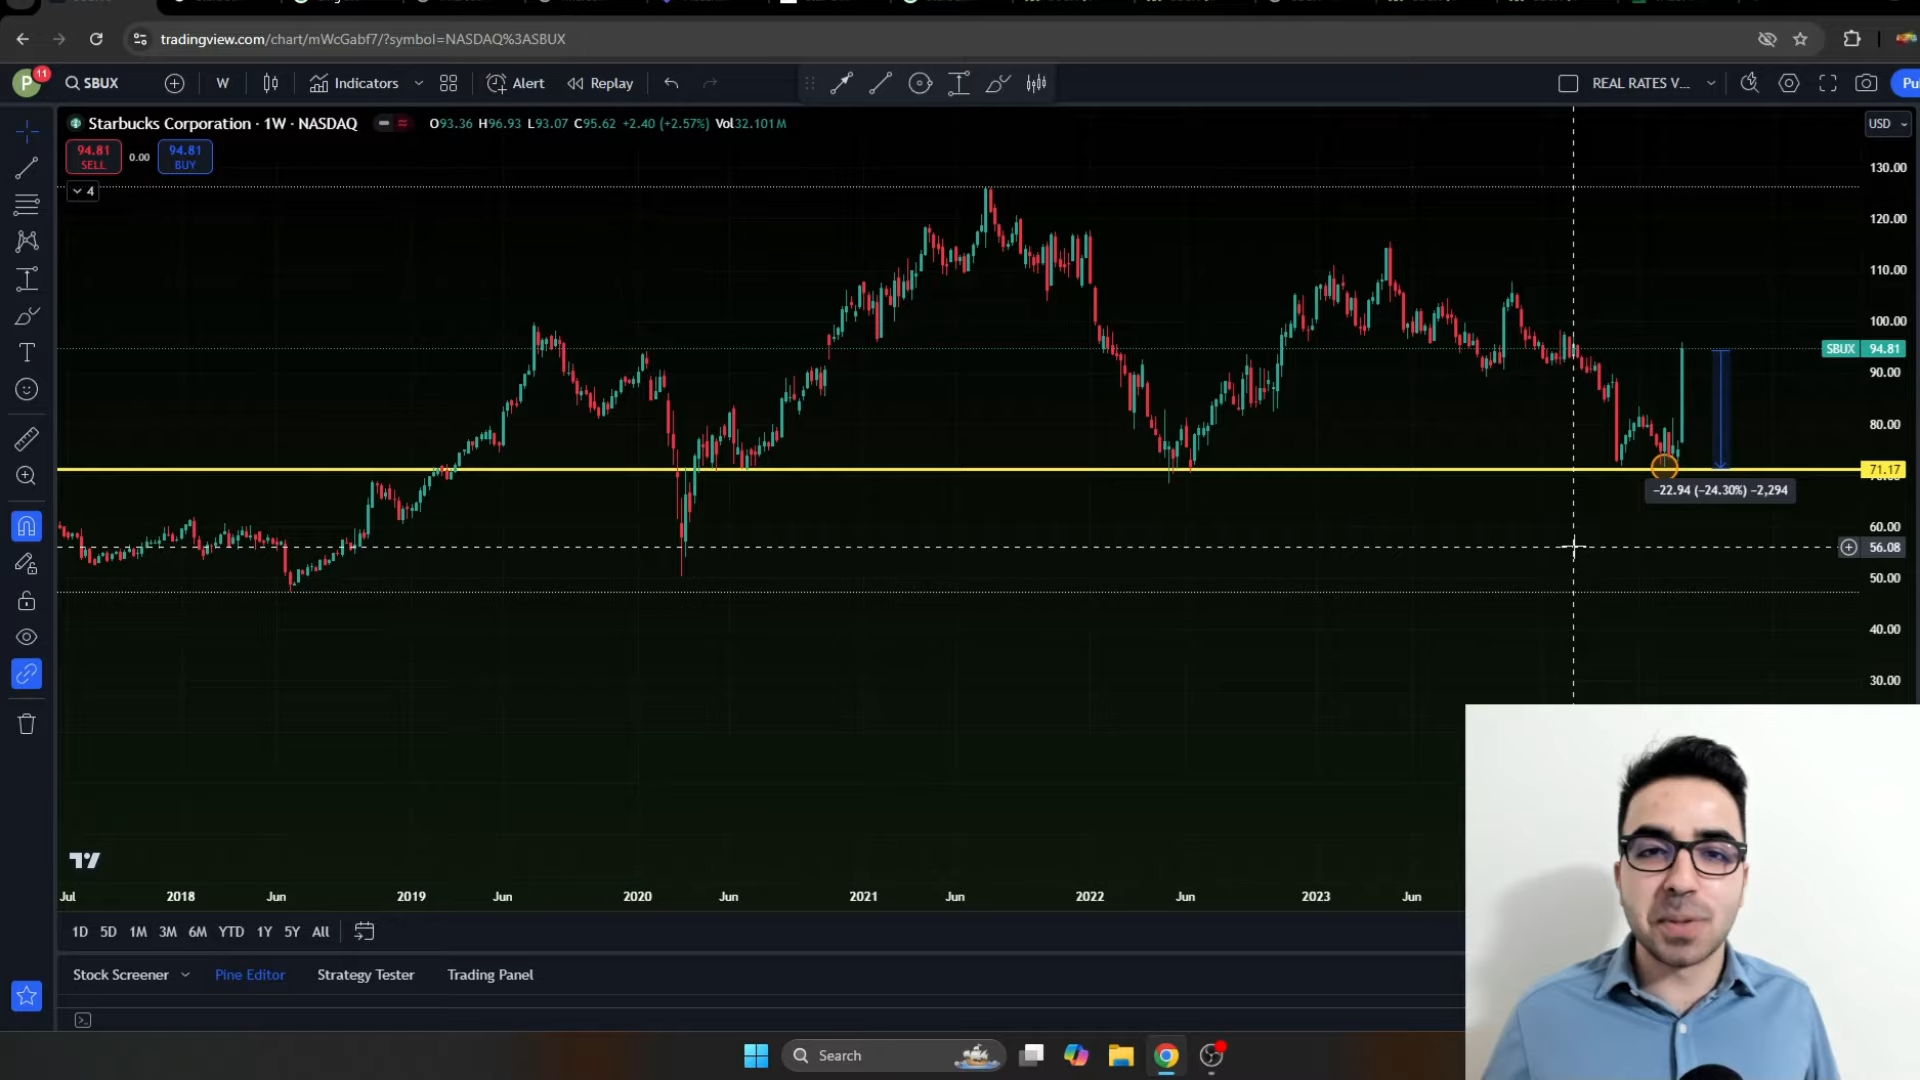 tradingview.com/chart/mWcGabf7/?symbol=NASDAQ%3ASBUX
P 11 SBUX W Indicators Alert Replay REAL RATES V... Pu
Starbucks Corporation · 1W · NASDAQ O93.36 H96.93 L93.07 C95.62 +2.40 (+2.57%) Vol32.101M
USD
94.81
SELL
0.00
94.81
BUY
4
130.00
120.00
110.00
100.00
SBUX 94.81
90.00
80.00
71.17
−22.94 (−24.30%) −2,294
60.00
56.08
50.00
40.00
30.00
Jul 2018 Jun 2019 Jun 2020 Jun 2021 Jun 2022 Jun 2023 Jun
1D 5D 1M 3M 6M YTD 1Y 5Y All
Stock Screener Pine Editor Strategy Tester Trading Panel
Search